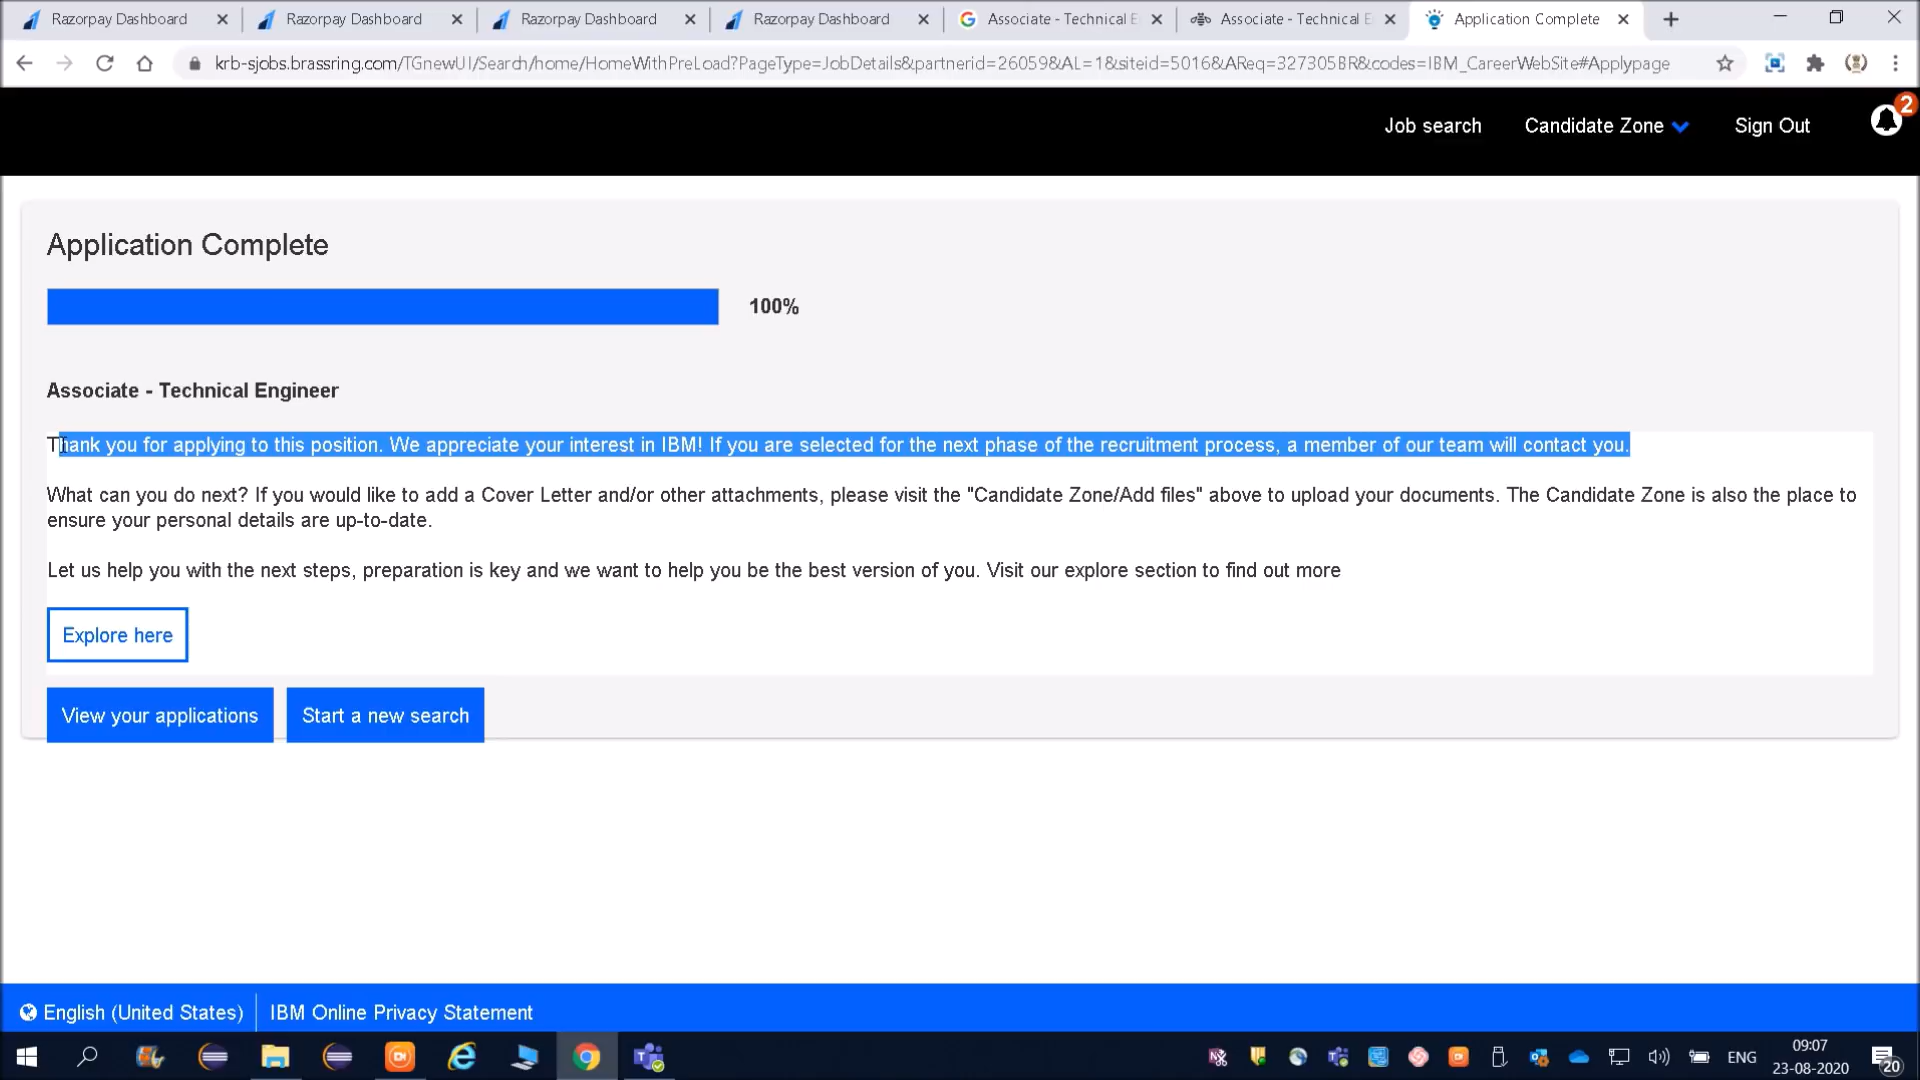 Razorpay Dashboard
Razorpay Dashboard
Razorpay Dashboard
Razorpay Dashboard
Associate - Technical E
Associate - Technical E
Application Complete
krb-sjobs.brassring.com/TGnewUI/Search/home/HomeWithPreLoad?PageType=JobDetails&partnerid=26059&AL=1&siteid=5016&AReq=327305BR&codes=IBM_CareerWebSite#Applypage
Job search
Candidate Zone
Sign Out
2
Application Complete
100%
Associate - Technical Engineer
Thank you for applying to this position. We appreciate your interest in IBM! If you are selected for the next phase of the recruitment process, a member of our team will contact you.
What can you do next? If you would like to add a Cover Letter and/or other attachments, please visit the "Candidate Zone/Add files" above to upload your documents. The Candidate Zone is also the place to
ensure your personal details are up-to-date.
Let us help you with the next steps, preparation is key and we want to help you be the best version of you. Visit our explore section to find out more
Explore here
View your applications
Start a new search
English (United States)
IBM Online Privacy Statement
ENG
09:07
23-08-2020
20